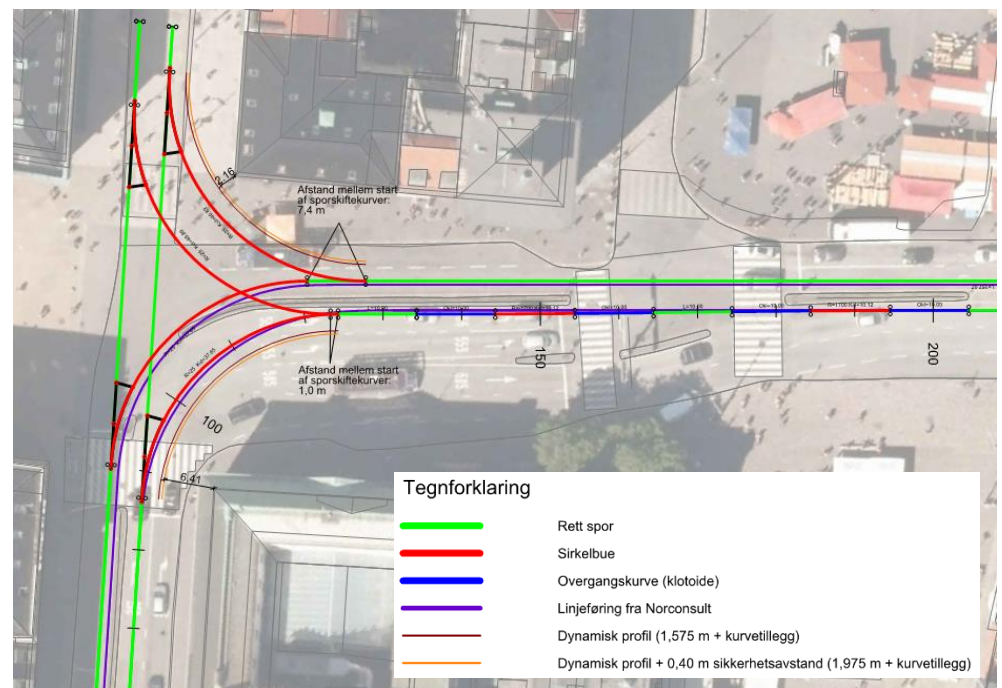 2,16
Afstand mellem start
af sporskiftekurver:
7,4 m
150
200
Afstand mellem start
af sporskiftekurver:
1,0 m
100
6,41
Tegnforklaring
Rett spor
Sirkelbue
Overgangskurve (klotoide)
Linjeføring fra Norconsult
Dynamisk profil (1,575 m + kurvetillegg)
Dynamisk profil + 0,40 m sikkerhetsavstand (1,975 m + kurvetillegg)